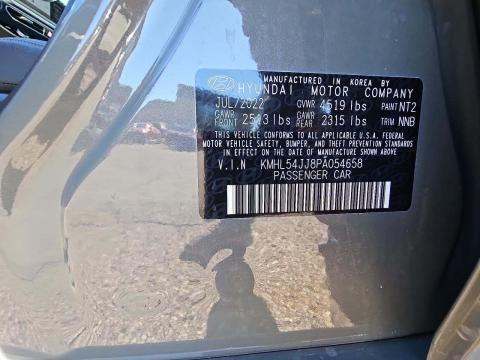 MANUFACTURED IN KOREA BY
HYUNDAI MOTOR COMPANY
JUL/2022 GVWR 4519 lbs PAINT NT2
GAWR FRONT 2513 lbs GAWR REAR 2315 lbs TRIM NNB
THIS VEHICLE CONFORMS TO ALL APPLICABLE U.S.A. FEDERAL
MOTOR VEHICLE SAFETY, BUMPER, AND THEFT PREVENTION
STANDARDS IN EFFECT ON THE DATE OF MANUFACTURE SHOWN ABOVE
V.I.N KMHL54JJ8PA054658
PASSENGER CAR